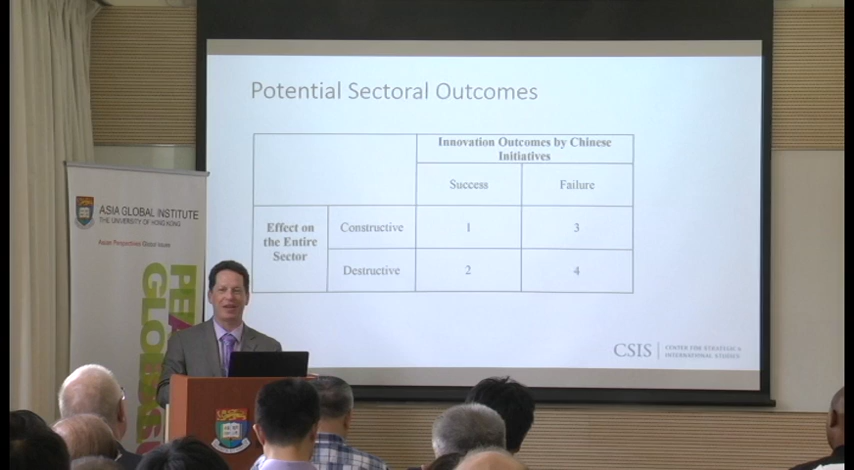 Potential Sectoral Outcomes
Innovation Outcomes by Chinese
Initiatives
Success
Failure
Effect on
the Entire
Sector
Constructive
1
3
Destructive
2
4
CSIS
CENTER FOR STRATEGIC &
INTERNATIONAL STUDIES
ASIA GLOBAL INSTITUTE
THE UNIVERSITY OF HONG KONG
Asian Perspectives Global Issues